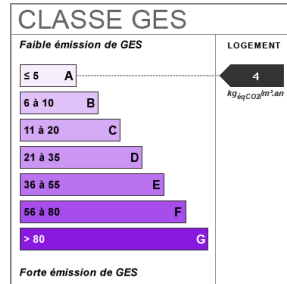 CLASSE GES
Faible émission de GES
LOGEMENT
≤ 5 A
4
kgéqCO2/m².an
6 à 10 B
11 à 20 C
21 à 35 D
36 à 55 E
56 à 80 F
> 80 G
Forte émission de GES